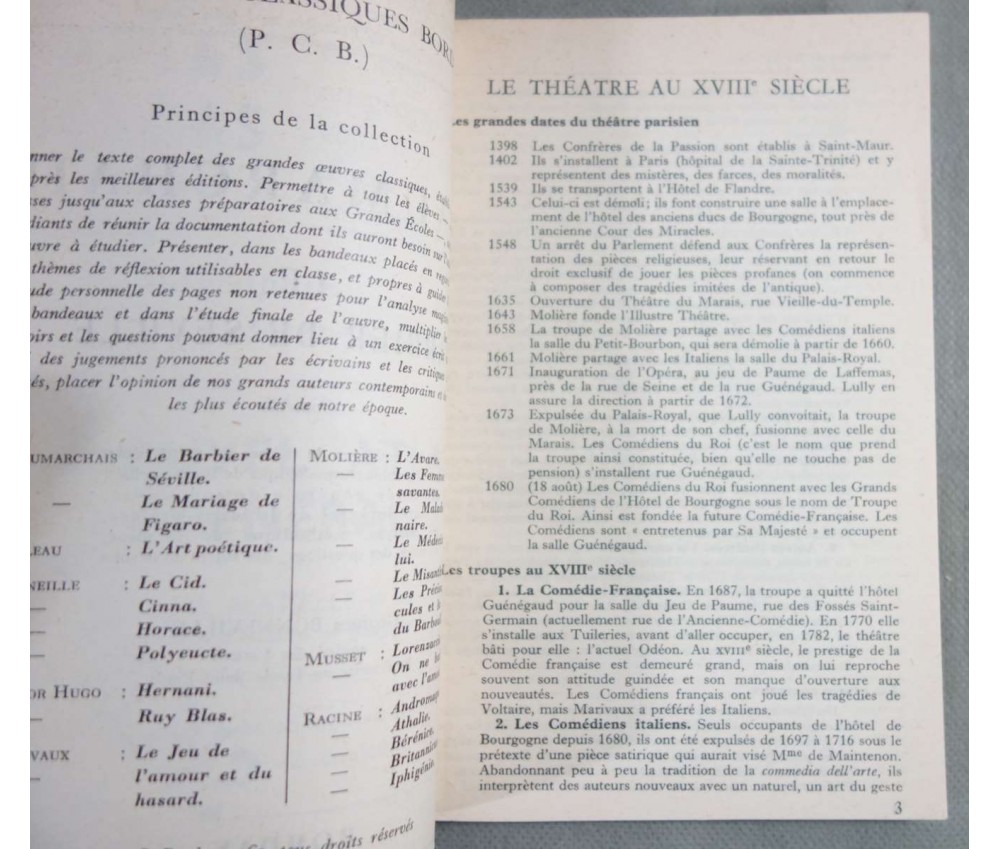 CLASSIQUES BOR
(P. C. B.)
Principes de la collection
nner le texte complet des grandes œuvres classiques,
près les meilleures éditions. Permettre à tous les élèves —
ses jusqu'aux classes préparatoires aux Grandes Écoles —,
diants de réunir la documentation dont ils auront besoin sur
uvre à étudier. Présenter, dans les bandeaux placés en
thèmes de réflexion utilisables en classe, et propres à guider
ude personnelle des pages non retenues pour l'analyse
bandeaux et dans l'étude finale de l'œuvre, multiplier
oirs et les questions pouvant donner lieu à un exercice écrit
des jugements prononcés par les écrivains et les critiques
és, placer l'opinion de nos grands auteurs contemporains et
les plus écoutés de notre époque.
UMARCHAIS : Le Barbier de
Séville.
— Le Mariage de
Figaro.
LEAU : L'Art poétique.
NEILLE : Le Cid.
— Cinna.
— Horace.
— Polyeucte.
OR HUGO : Hernani.
— Ruy Blas.
VAUX : Le Jeu de
— l'amour et du
hasard.
MOLIÈRE : L'Avare.
— Les Femm
savantes.
— Le Mala
naire.
— Le Médec
lui.
— Le Misant
— Les Préci
cules et
du Barbou
MUSSET : Lorenzac
— On ne
avec l'am
RACINE : Androma
— Athalie.
— Bérénice.
— Britannic
— Iphigénie.
tous droits réservés
LE THÉATRE AU XVIIIe SIÈCLE
Les grandes dates du théâtre parisien
1398 Les Confrères de la Passion sont établis à Saint-Maur.
1402 Ils s'installent à Paris (hôpital de la Sainte-Trinité) et y
représentent des mistères, des farces, des moralités.
1539 Ils se transportent à l'Hôtel de Flandre.
1543 Celui-ci est démoli; ils font construire une salle à l'emplace-
ment de l'hôtel des anciens ducs de Bourgogne, tout près de
l'ancienne Cour des Miracles.
1548 Un arrêt du Parlement défend aux Confrères la représen-
tation des pièces religieuses, leur réservant en retour le
droit exclusif de jouer les pièces profanes (on commence
à composer des tragédies imitées de l'antique).
1635 Ouverture du Théâtre du Marais, rue Vieille-du-Temple.
1643 Molière fonde l'Illustre Théâtre.
1658 La troupe de Molière partage avec les Comédiens italiens
la salle du Petit-Bourbon, qui sera démolie à partir de 1660.
1661 Molière partage avec les Italiens la salle du Palais-Royal.
1671 Inauguration de l'Opéra, au jeu de Paume de Laffemas,
près de la rue de Seine et de la rue Guénégaud. Lully en
assure la direction à partir de 1672.
1673 Expulsée du Palais-Royal, que Lully convoitait, la troupe
de Molière, à la mort de son chef, fusionne avec celle du
Marais. Les Comédiens du Roi (c'est le nom que prend
la troupe ainsi constituée, bien qu'elle ne touche pas de
pension) s'installent rue Guénégaud.
1680 (18 août) Les Comédiens du Roi fusionnent avec les Grands
Comédiens de l'Hôtel de Bourgogne sous le nom de Troupe
du Roi. Ainsi est fondée la future Comédie-Française. Les
Comédiens sont « entretenus par Sa Majesté » et occupent
la salle Guénégaud.
Les troupes au XVIIIe siècle
1. La Comédie-Française. En 1687, la troupe a quitté l'hôtel
Guénégaud pour la salle du Jeu de Paume, rue des Fossés Saint-
Germain (actuellement rue de l'Ancienne-Comédie). En 1770 elle
s'installe aux Tuileries, avant d'aller occuper, en 1782, le théâtre
bâti pour elle : l'actuel Odéon. Au XVIIIe siècle, le prestige de la
Comédie française est demeuré grand, mais on lui reproche
souvent son attitude guindée et son manque d'ouverture aux
nouveautés. Les Comédiens français ont joué les tragédies de
Voltaire, mais Marivaux a préféré les Italiens.
2. Les Comédiens italiens. Seuls occupants de l'hôtel de
Bourgogne depuis 1680, ils ont été expulsés de 1697 à 1716 sous le
prétexte d'une pièce satirique qui aurait visé Mme de Maintenon.
Abandonnant peu à peu la tradition de la commedia dell'arte, ils
interprètent des auteurs nouveaux avec un naturel, un art du geste
3